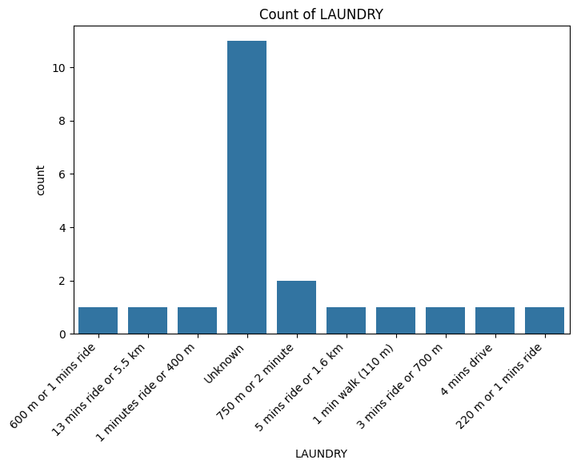 Count of LAUNDRY
count
10
8
6
4
2
0
600 m or 1 mins ride
13 mins ride or 5.5 km
1 minutes ride or 400 m
Unknown
750 m or 2 minute
5 mins ride or 1.6 km
1 min walk (110 m)
3 mins ride or 700 m
4 mins drive
220 m or 1 mins ride
LAUNDRY